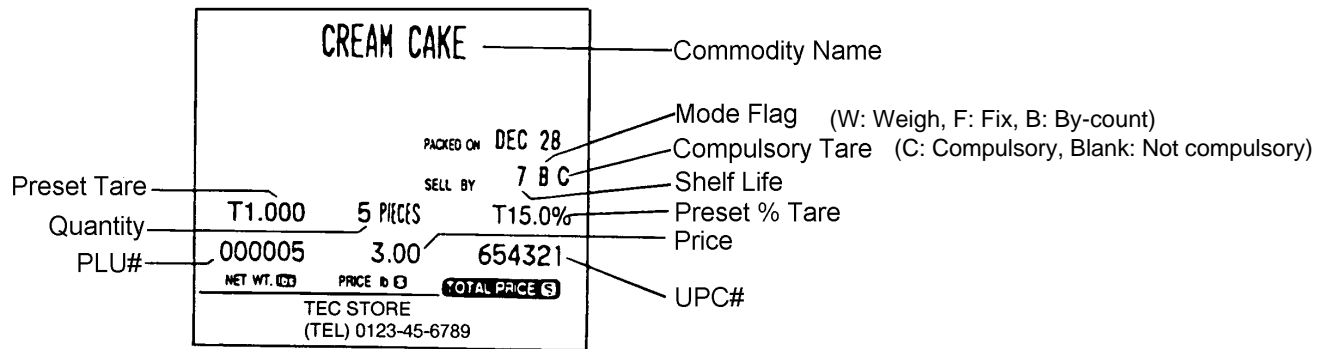 CREAM CAKE
Commodity Name
Mode Flag (W: Weigh, F: Fix, B: By-count)
PACKED ON DEC 28
Compulsory Tare (C: Compulsory, Blank: Not compulsory)
SELL BY 7 B C
Shelf Life
Preset Tare
T1.000 5 PIECES T15.0%
Preset % Tare
Quantity
Price
PLU#
000005 3.00 654321
NET WT. PRICE lb $ TOTAL PRICE $
UPC#
TEC STORE
(TEL) 0123-45-6789